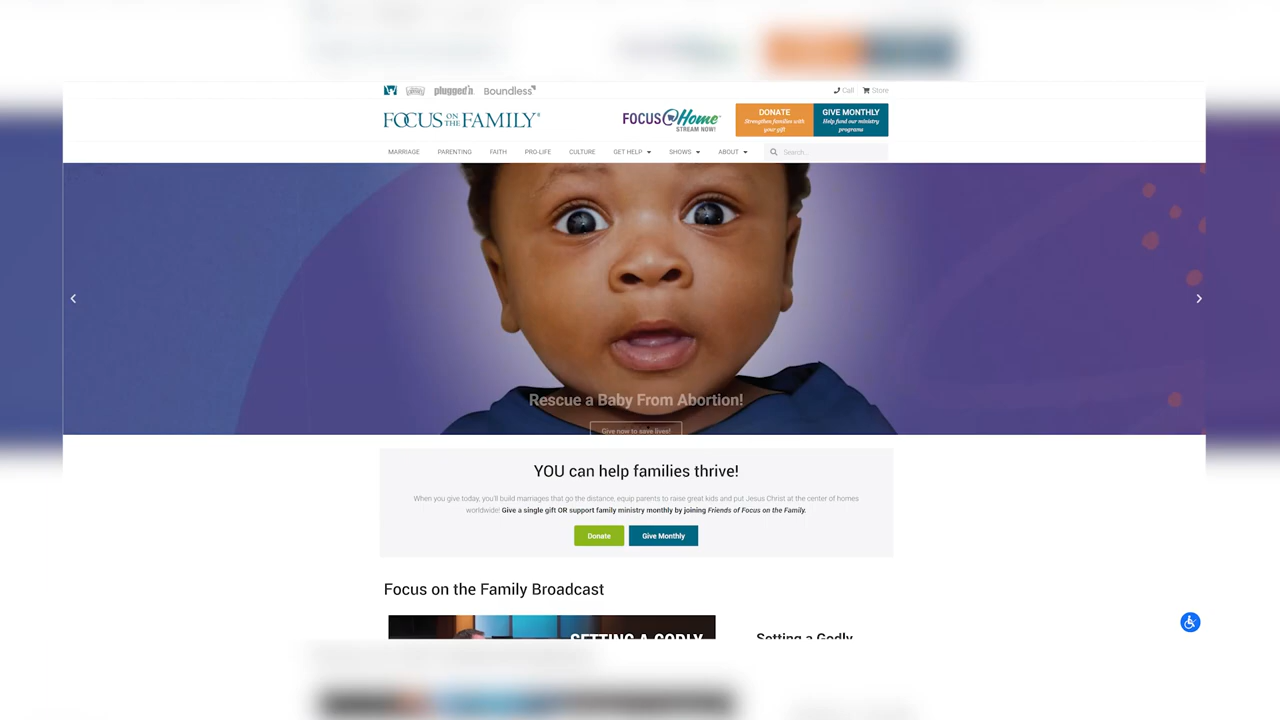 plugged in
Boundless
Call
Store
FOCUS ON THE FAMILY®
FOCUS@Home
STREAM NOW!
DONATE
Strengthen families with
your gift
GIVE MONTHLY
Help fund our ministry
programs
MARRIAGE
PARENTING
FAITH
PRO-LIFE
CULTURE
GET HELP
SHOWS
ABOUT
Search...
Rescue a Baby From Abortion!
Give now to save lives!
YOU can help families thrive!
When you give today, you'll build marriages that go the distance, equip parents to raise great kids and put Jesus Christ at the center of homes
worldwide! Give a single gift OR support family ministry monthly by joining Friends of Focus on the Family.
Donate
Give Monthly
Focus on the Family Broadcast
SETTING A GODLY
Setting a Godly